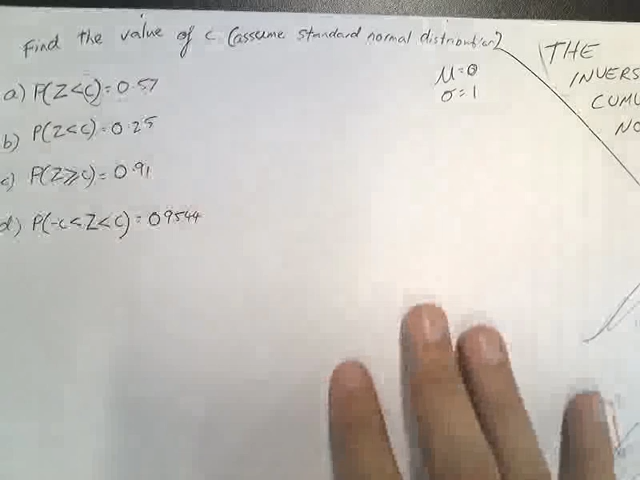 Find the value of c (assume standard normal distribution)
μ=0
σ=1
a) P(Z<c)=0.57
b) P(Z<c)=0.25
c) P(Z⩾c)=0.91
d) P(-c<Z<c)=0.9544
THE
INVERS
CUMU
NO